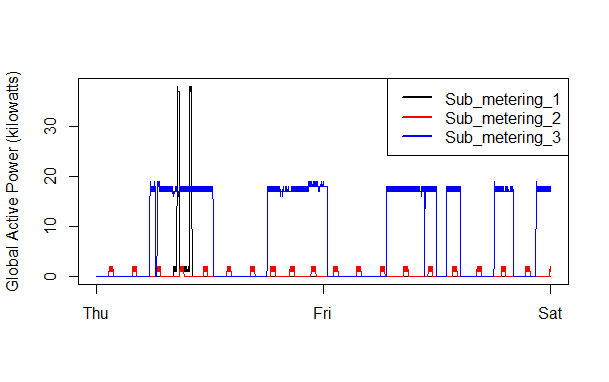 Global Active Power (kilowatts)
30
20
10
0
Sub_metering_1
Sub_metering_2
Sub_metering_3
Thu Fri Sat